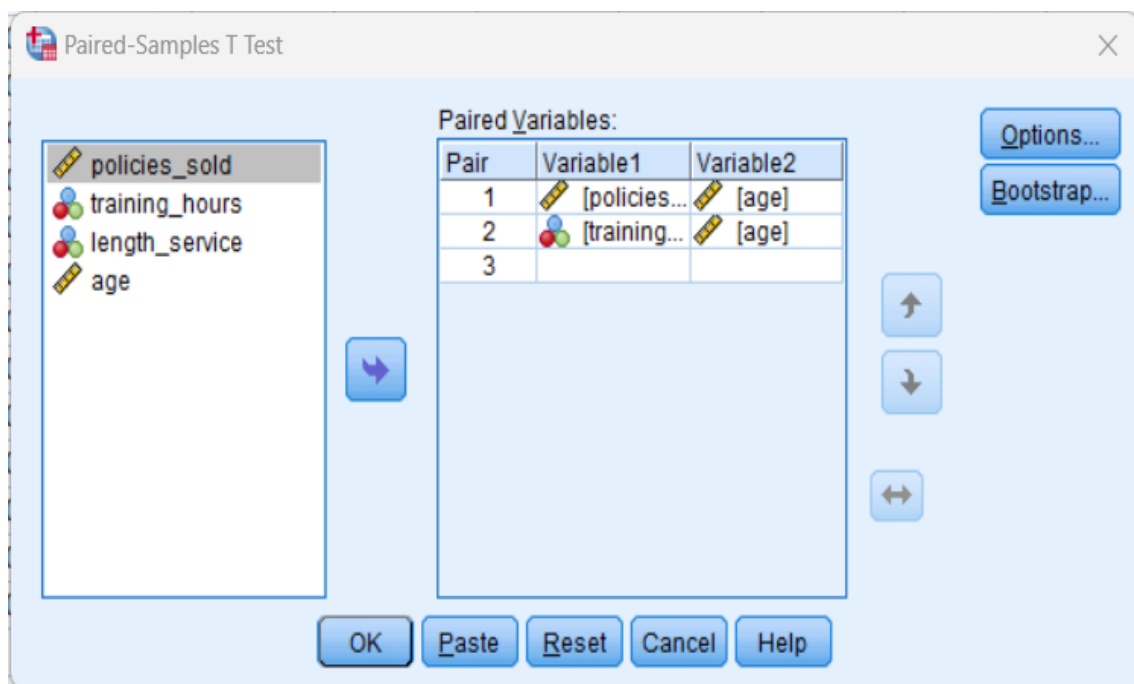 Paired-Samples T Test
Paired Variables:
Options...
Bootstrap...
policies_sold
training_hours
length_service
age
Pair Variable1 Variable2
1 [policies... [age]
2 [training... [age]
3
OK Paste Reset Cancel Help